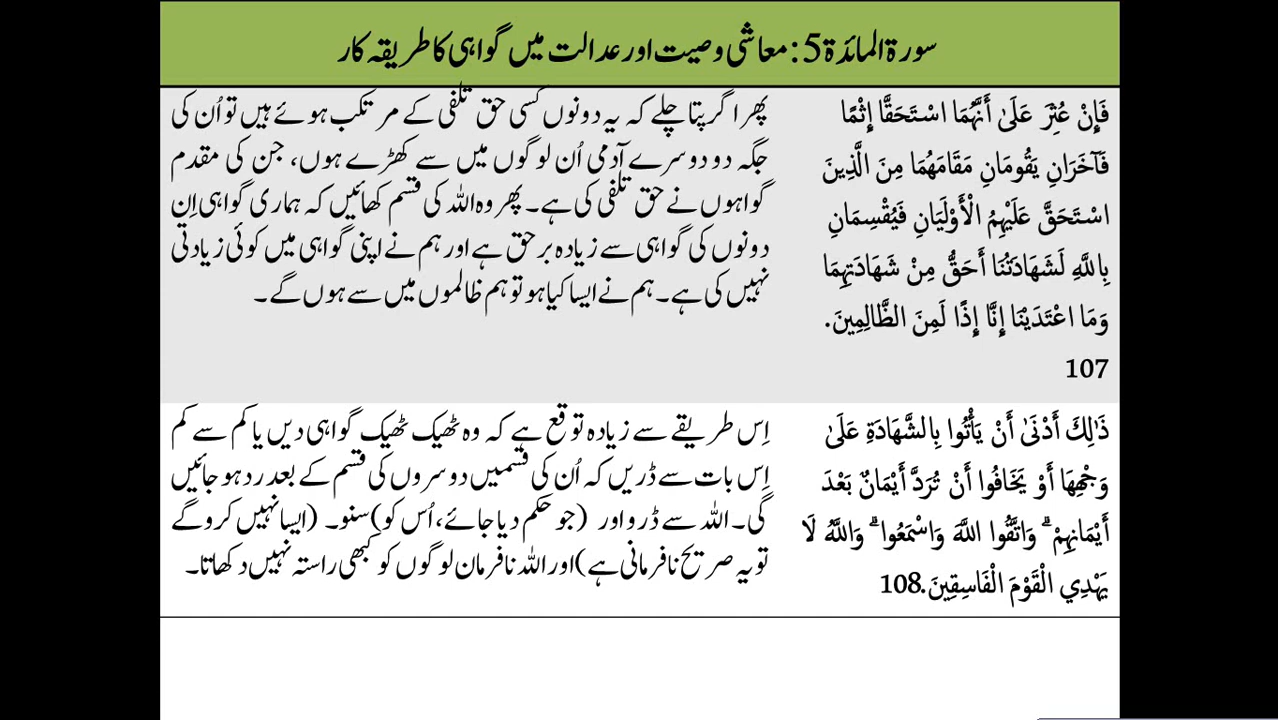 سورۃ المائدۃ 5: معاشی وصیت اور عدالت میں گواہی کا طریقہ کار
فَإِنْ عُثِرَ عَلَىٰ أَنَّهُمَا اسْتَحَقَّا إِثْمًا
فَآخَرَانِ يَقُومَانِ مَقَامَهُمَا مِنَ الَّذِينَ
اسْتَحَقَّ عَلَيْهِمُ الْأَوْلَيَانِ فَيُقْسِمَانِ
بِاللَّهِ لَشَهَادَتُنَا أَحَقُّ مِنْ شَهَادَتِهِمَا
وَمَا اعْتَدَيْنَا إِنَّا إِذًا لَمِنَ الظَّالِمِينَ.
107
پھر اگر پتا چلے کہ یہ دونوں کسی حق تلفی کے مرتکب ہوئے ہیں تو اُن کی
جگہ دو دوسرے آدمی اُن لوگوں میں سے کھڑے ہوں، جن کی مقدم
گواہوں نے حق تلفی کی ہے۔ پھر وہ اللہ کی قسم کھائیں کہ ہماری گواہی اِن
دونوں کی گواہی سے زیادہ برحق ہے اور ہم نے اپنی گواہی میں کوئی زیادتی
نہیں کی ہے۔ ہم نے ایسا کیا ہو تو ہم ظالموں میں سے ہوں گے۔
ذَٰلِكَ أَدْنَىٰ أَنْ يَأْتُوا بِالشَّهَادَةِ عَلَىٰ
وَجْهِهَا أَوْ يَخَافُوا أَنْ تُرَدَّ أَيْمَانٌ بَعْدَ
أَيْمَانِهِمْ ۗ وَاتَّقُوا اللَّهَ وَاسْمَعُوا ۗ وَاللَّهُ لَا
يَهْدِي الْقَوْمَ الْفَاسِقِينَ.108
اِس طریقے سے زیادہ توقع ہے کہ وہ ٹھیک ٹھیک گواہی دیں یا کم سے کم
اِس بات سے ڈریں کہ اُن کی قسمیں دوسروں کی قسم کے بعد رد ہو جائیں
گی۔ اللہ سے ڈرو اور (جو حکم دیا جائے، اُس کو) سنو۔ (ایسا نہیں کرو گے
تو یہ صریح نافرمانی ہے) اور اللہ نافرمان لوگوں کو کبھی راستہ نہیں دکھاتا۔